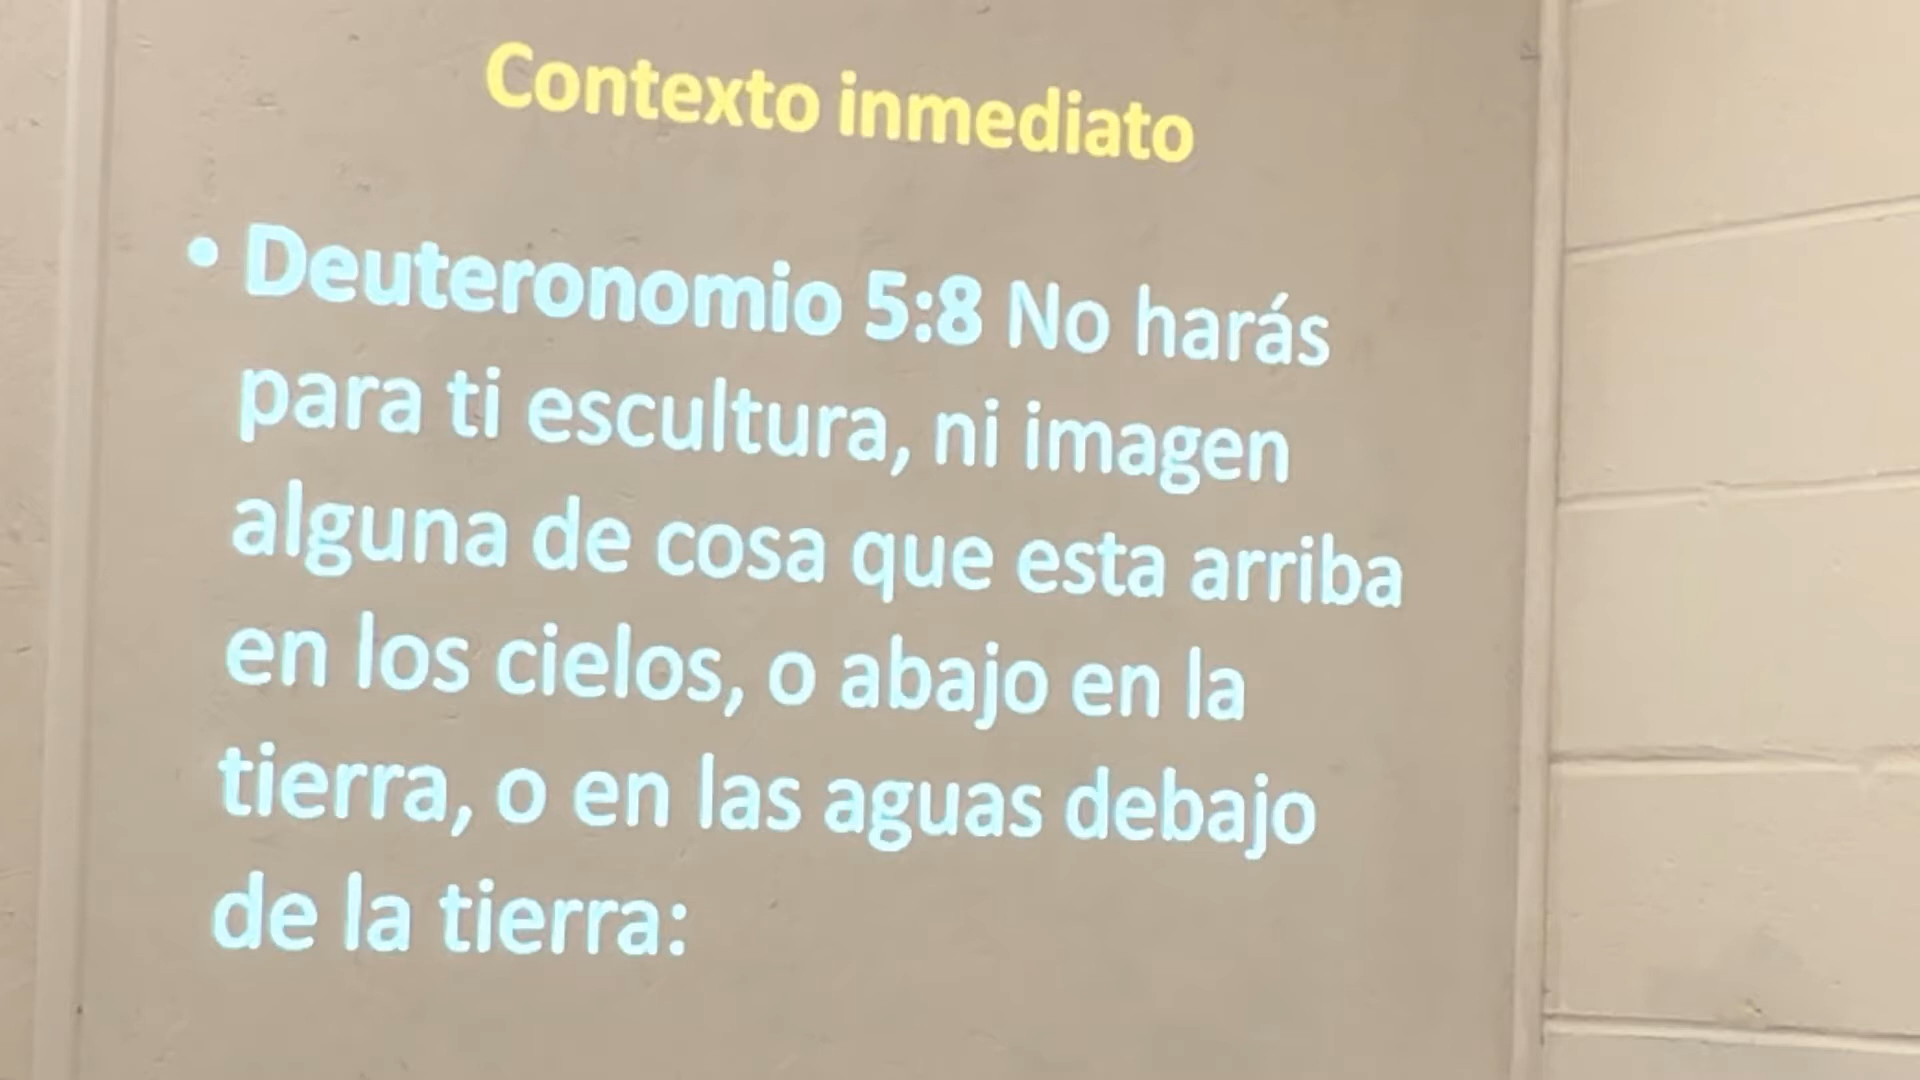 Contexto inmediato
• Deuteronomio 5:8 No harás
para ti escultura, ni imagen
alguna de cosa que esta arriba
en los cielos, o abajo en la
tierra, o en las aguas debajo
de la tierra: